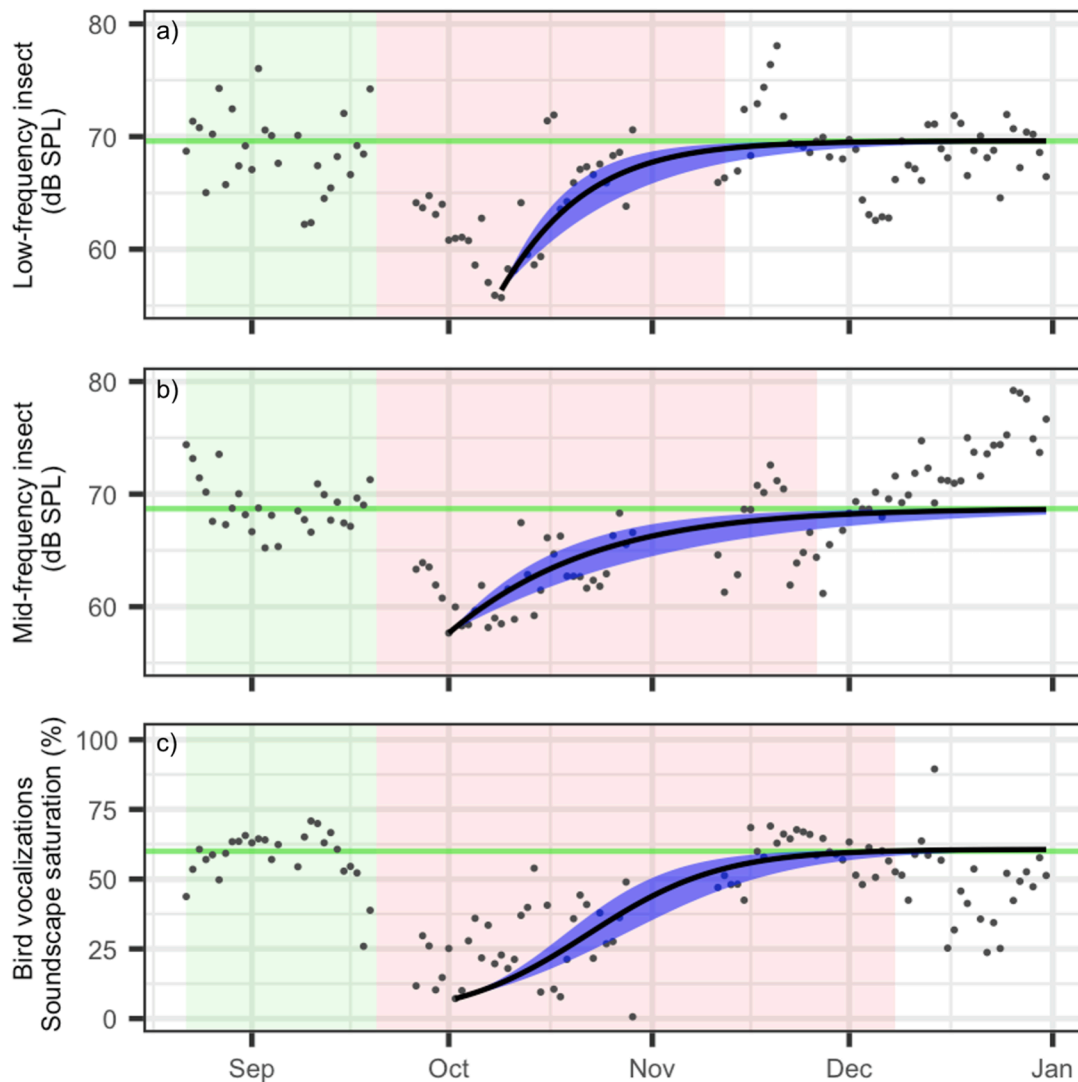 a)
Low-frequency insect
(dB SPL)
80
70
60
b)
Mid-frequency insect
(dB SPL)
80
70
60
c)
Bird vocalizations
Soundscape saturation (%)
100
75
50
25
0
Sep Oct Nov Dec Jan